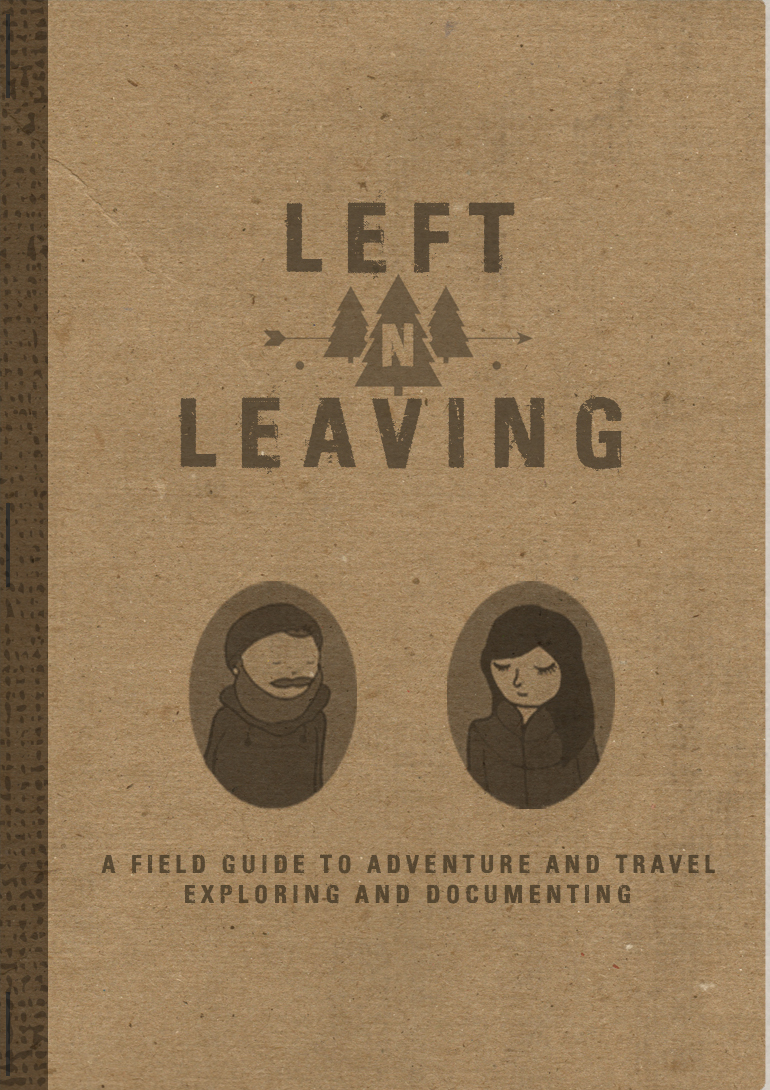 LEFT
N
LEAVING
A FIELD GUIDE TO ADVENTURE AND TRAVEL
EXPLORING AND DOCUMENTING